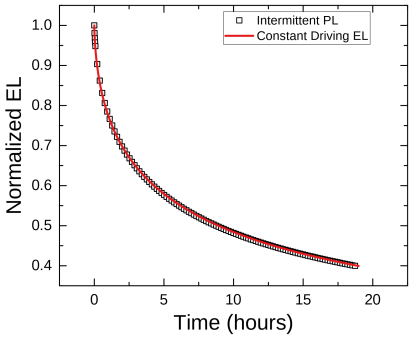 Intermittent PL
Constant Driving EL
1.0
0.9
0.8
0.7
0.6
0.5
0.4
Normalized EL
0 5 10 15 20
Time (hours)